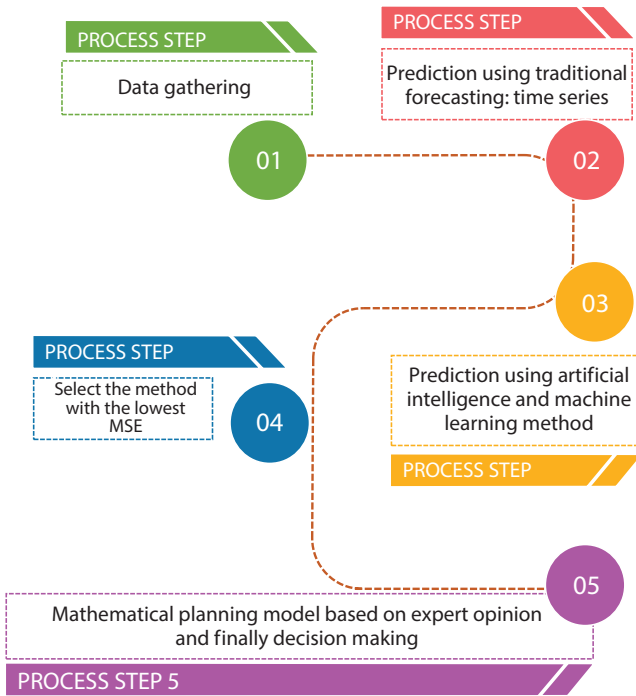 PROCESS STEP
Data gathering
01
PROCESS STEP
Prediction using traditional
forecasting: time series
02
03
Prediction using artificial
intelligence and machine
learning method
PROCESS STEP
PROCESS STEP
Select the method
with the lowest
MSE
04
05
Mathematical planning model based on expert opinion
and finally decision making
PROCESS STEP 5